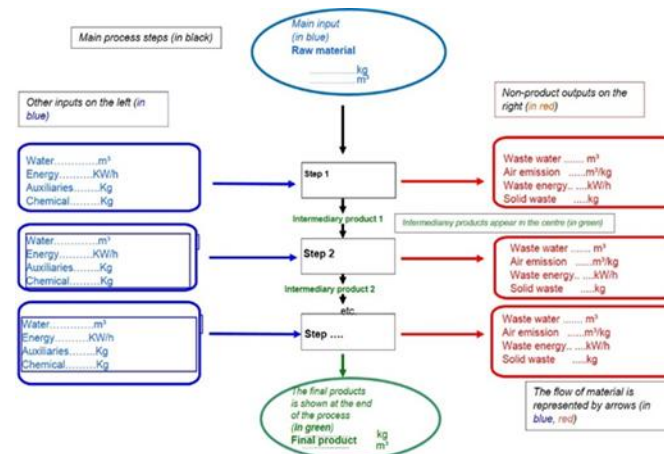 Main process steps (in black)
Main input
(in blue)
Raw material
............kg
............m³
Other inputs on the left (in
blue)
Non-product outputs on the
right (in red)
Water.............m³
Energy..........KW/h
Auxiliaries.......Kg
Chemical.........Kg
Step 1
Waste water ....... m³
Air emission ......m³/kg
Waste energy.. ....kW/h
Solid waste .....kg
Intermediary product 1
Intermediarey products appear in the centre (in green)
Water.............m³
Energy..........KW/h
Auxiliaries.......Kg
Chemical.........Kg
Step 2
Waste water ....... m³
Air emission ......m³/kg
Waste energy.. ....kW/h
Solid waste .....kg
Intermediary product 2
etc.
Water.............m³
Energy..........KW/h
Auxiliaries.......Kg
Chemical.........Kg
Step ....
Waste water ....... m³
Air emission ......m³/kg
Waste energy.. ....kW/h
Solid waste .....kg
The final products
is shown at the end
of the process
(in green)
Final product kg
............ m³
The flow of material is
represented by arrows (in
blue, red)